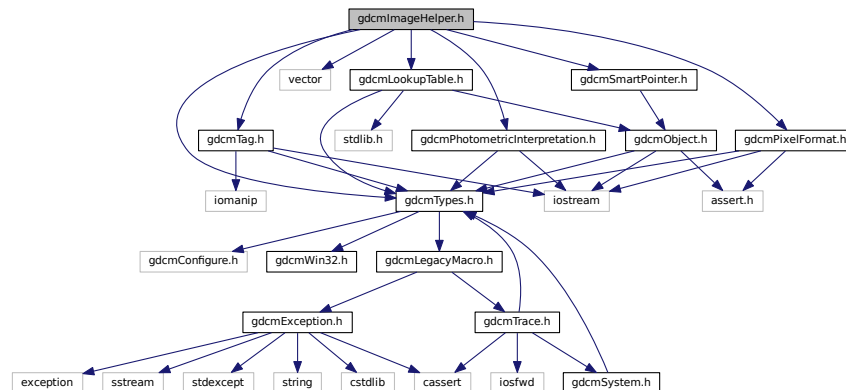 gdcmImageHelper.h
vector
gdcmLookupTable.h
gdcmSmartPointer.h
gdcmTag.h
stdlib.h
gdcmPhotometricInterpretation.h
gdcmObject.h
gdcmPixelFormat.h
iomanip
gdcmTypes.h
iostream
assert.h
gdcmConfigure.h
gdcmWin32.h
gdcmLegacyMacro.h
gdcmException.h
gdcmTrace.h
exception
sstream
stdexcept
string
cstdlib
cassert
iosfwd
gdcmSystem.h